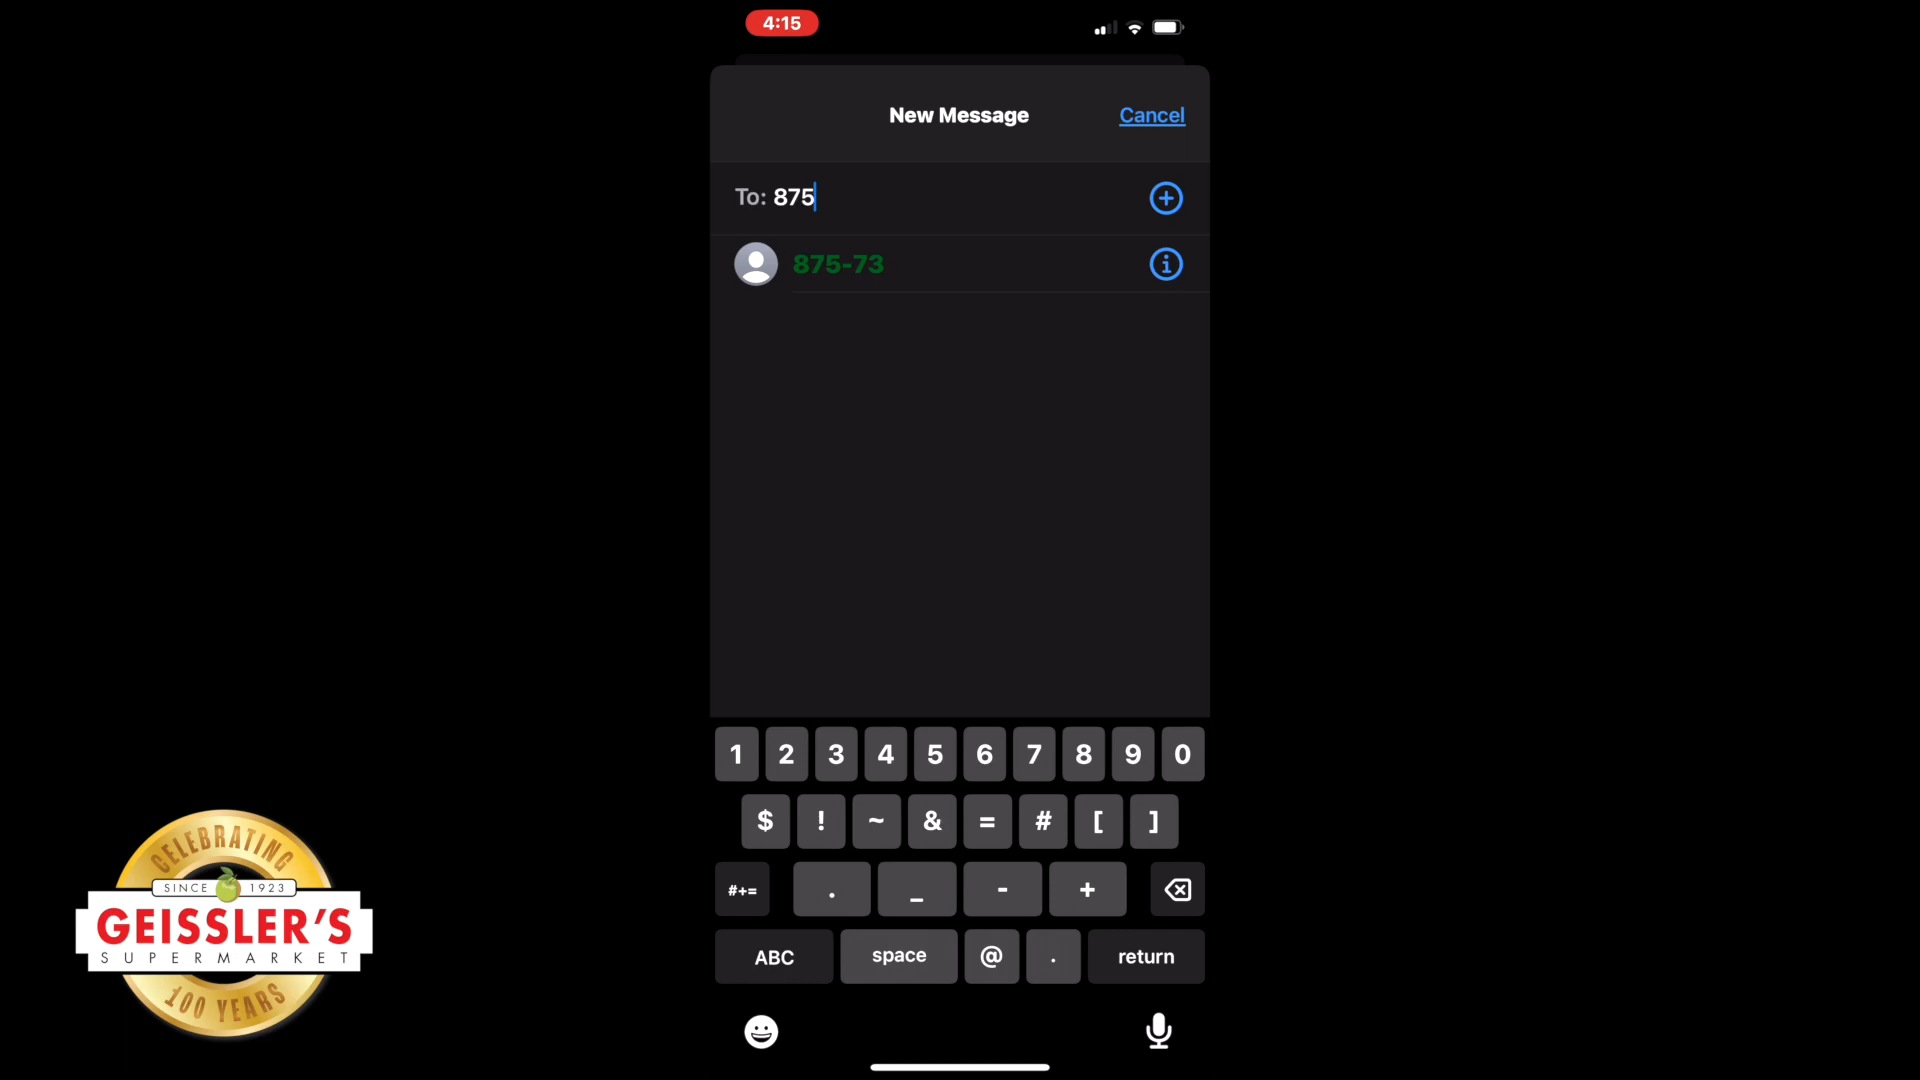 4:15
New Message
Cancel
To: 875
875-73
1 2 3 4 5 6 7 8 9 0
$ ! ~ & = # [ ]
#+= . _ - +
ABC space @ . return
CELEBRATING
SINCE 1923
GEISSLER'S
SUPERMARKET
100 YEARS